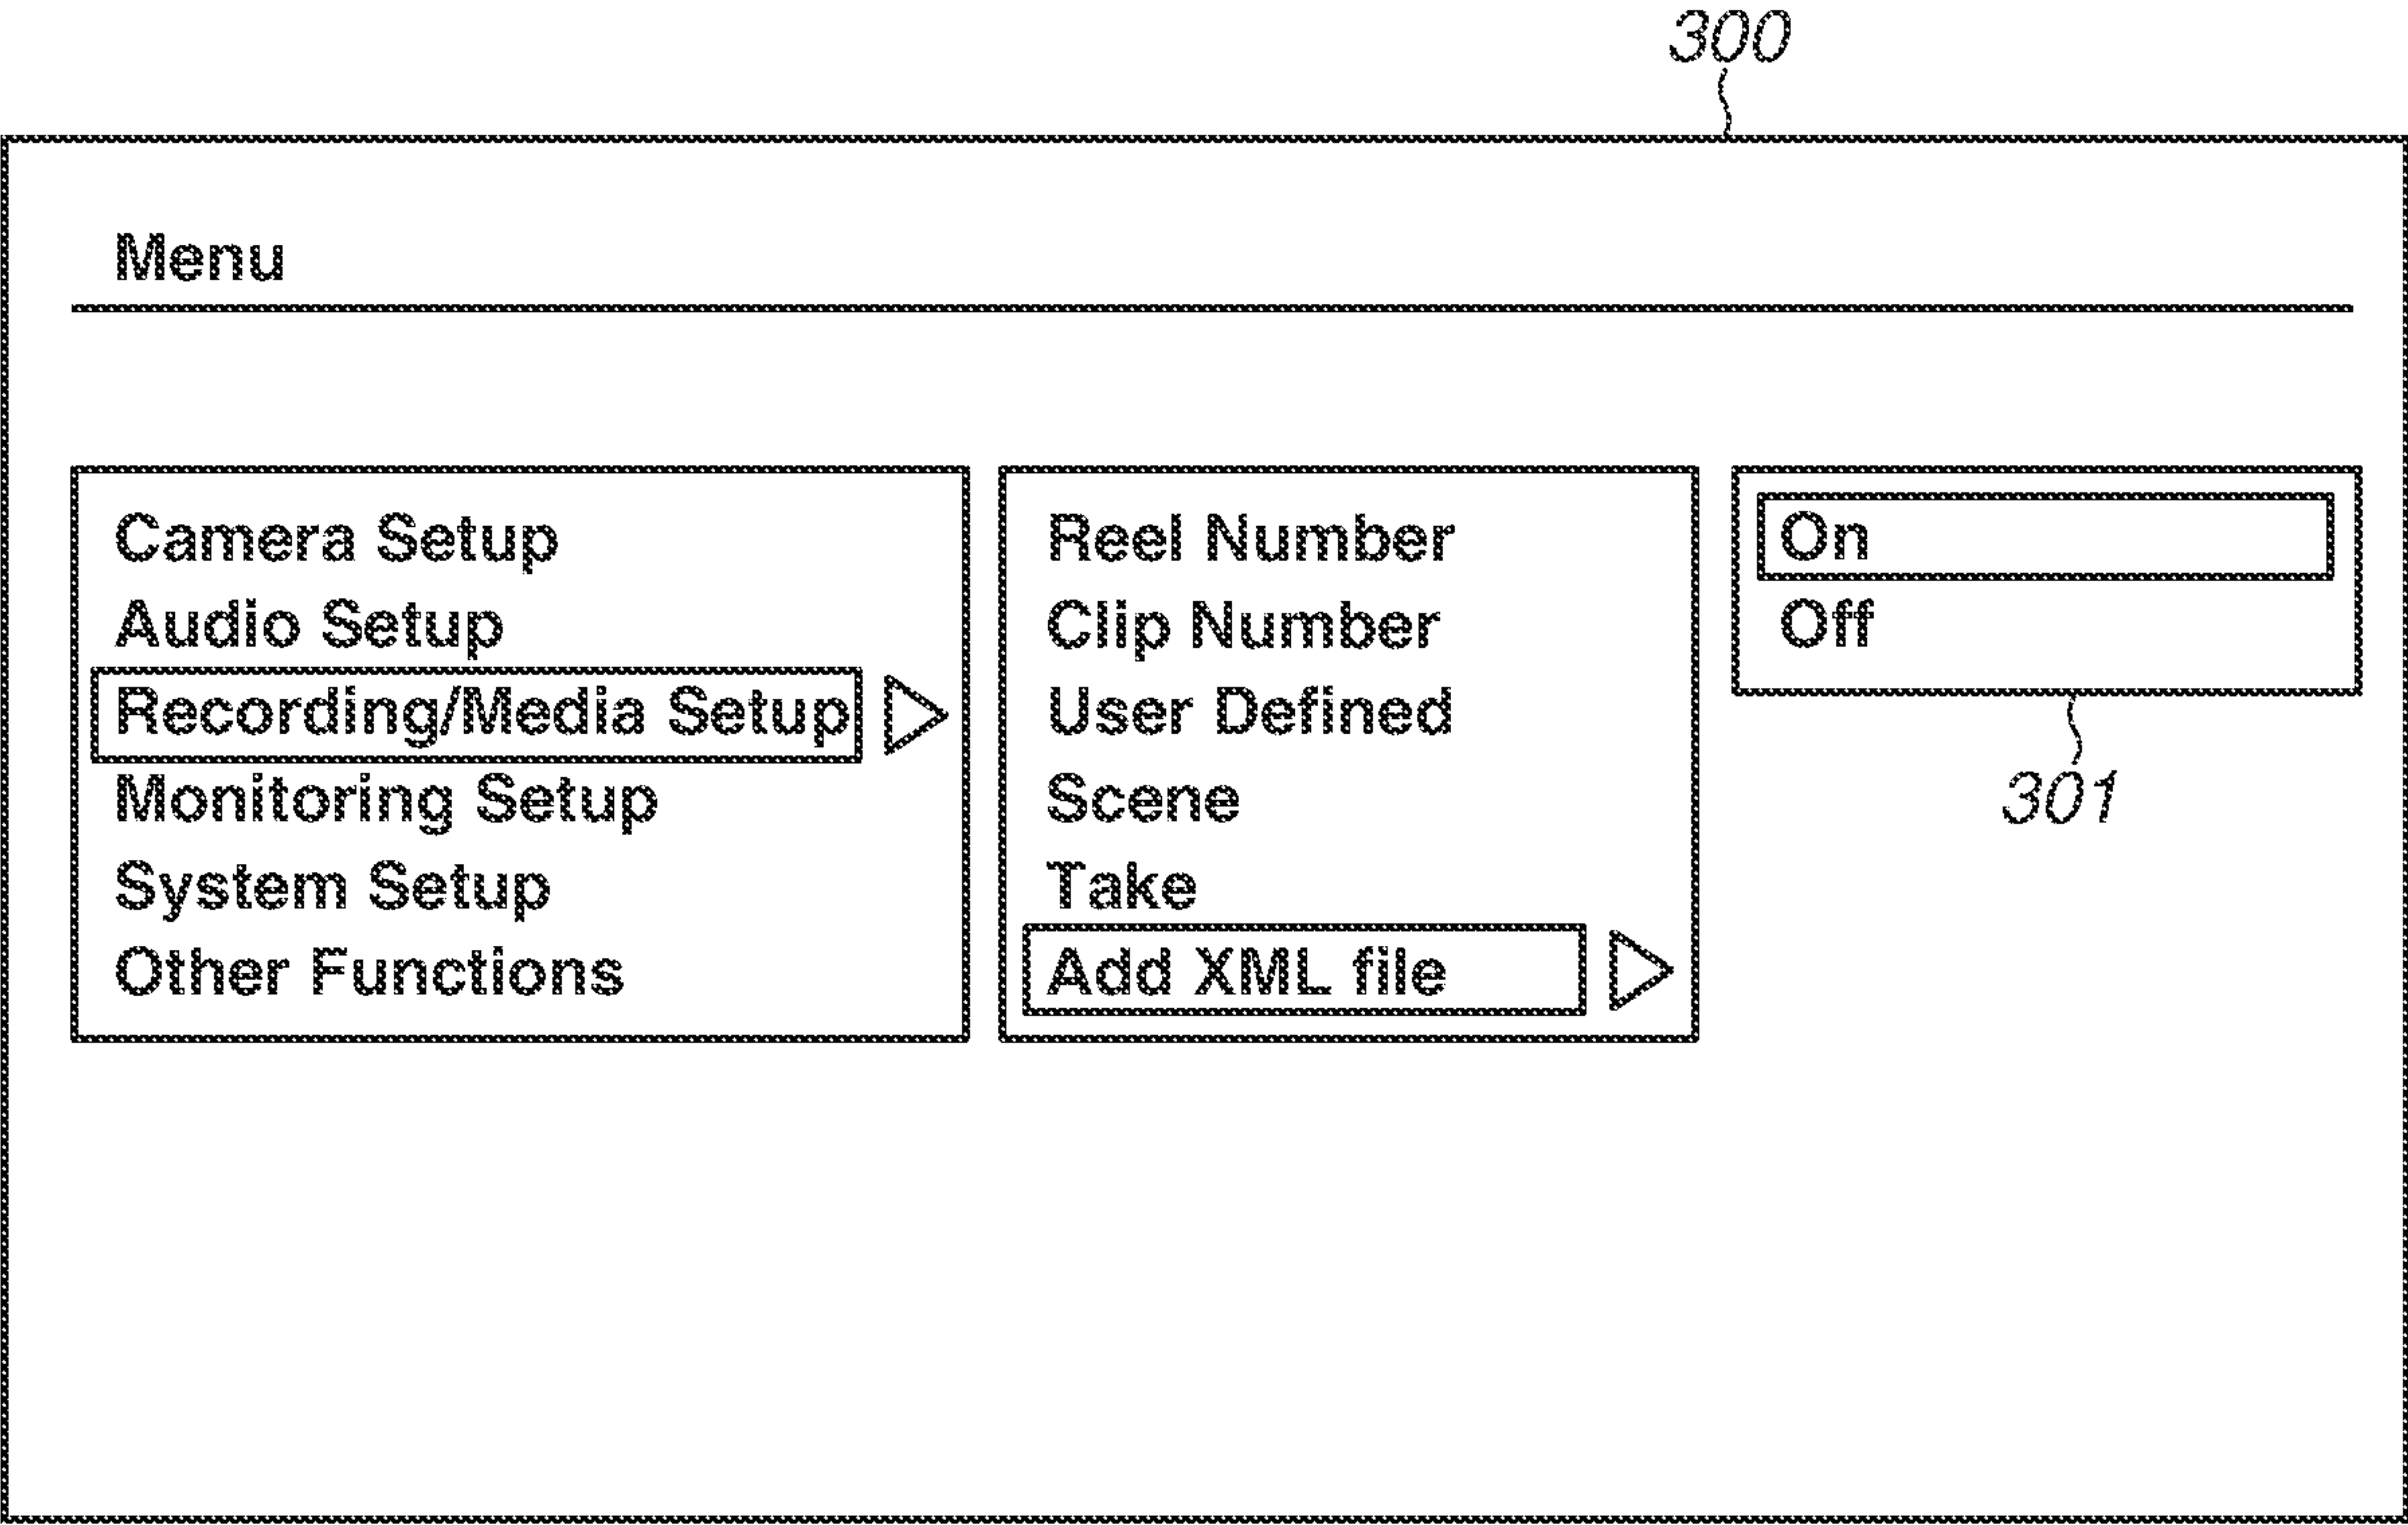 300
Menu
Camera Setup
Audio Setup
Recording/Media Setup
Monitoring Setup
System Setup
Other Functions
Reel Number
Clip Number
User Defined
Scene
Take
Add XML file
On
Off
301